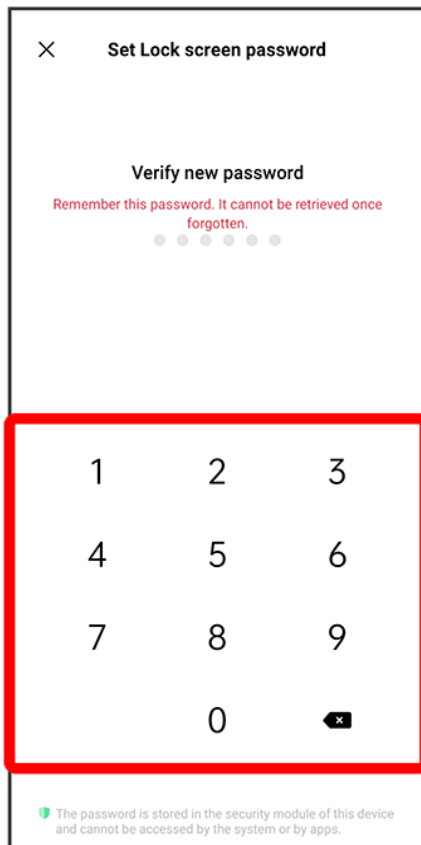 Set Lock screen password
Verify new password
Remember this password. It cannot be retrieved once
forgotten.
1 2 3
4 5 6
7 8 9
0
The password is stored in the security module of this device
and cannot be accessed by the system or by apps.